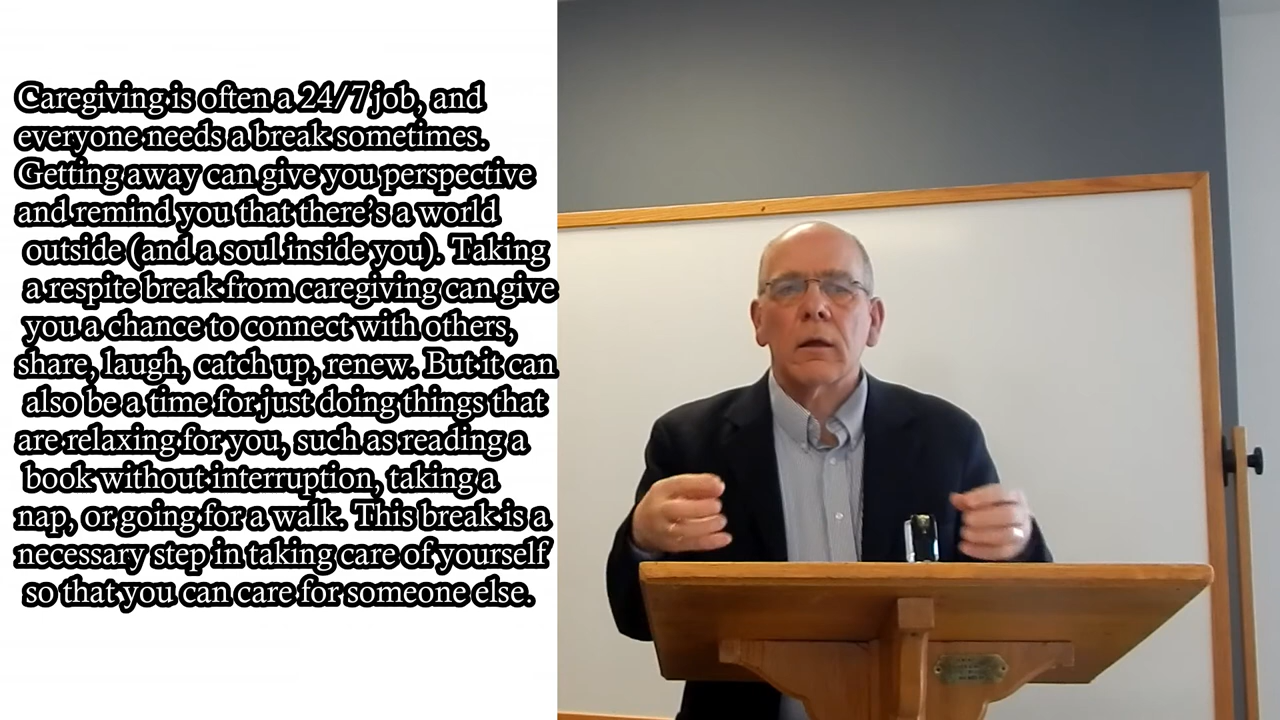 Caregiving is often a 24/7 job, and
everyone needs a break sometimes.
Getting away can give you perspective
and remind you that there's a world
outside (and a soul inside you). Taking
a respite break from caregiving can give
you a chance to connect with others,
share, laugh, catch up, renew. But it can
also be a time for just doing things that
are relaxing for you, such as reading a
book without interruption, taking a
nap, or going for a walk. This break is a
necessary step in taking care of yourself
so that you can care for someone else.